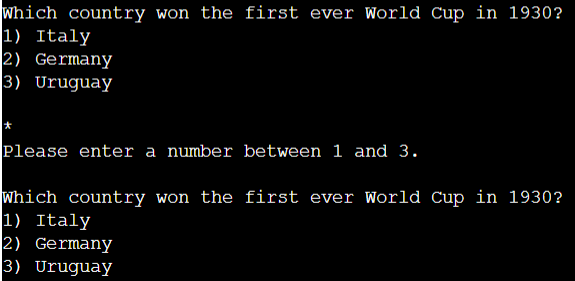 Which country won the first ever World Cup in 1930?
1) Italy
2) Germany
3) Uruguay
*
Please enter a number between 1 and 3.
Which country won the first ever World Cup in 1930?
1) Italy
2) Germany
3) Uruguay